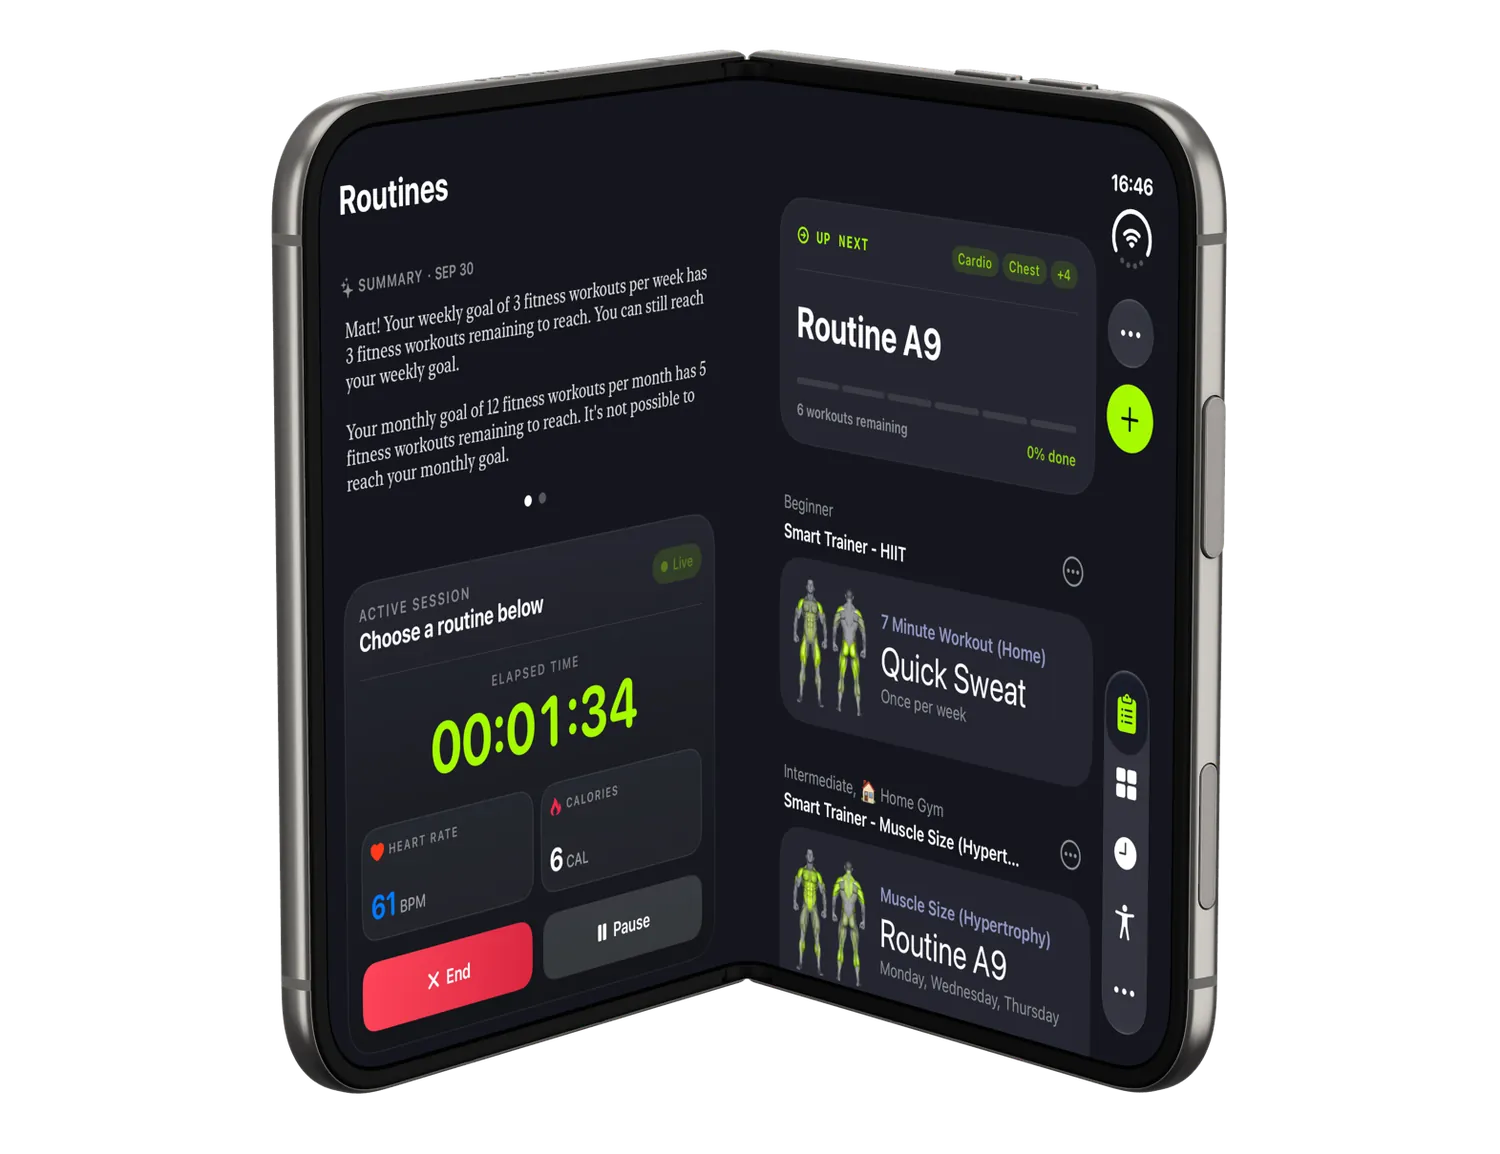 Routines
SUMMARY · SEP 30
Matt! Your weekly goal of 3 fitness workouts per week has
3 fitness workouts remaining to reach. You can still reach
your weekly goal.
Your monthly goal of 12 fitness workouts per month has 5
fitness workouts remaining to reach. It's not possible to
reach your monthly goal.
ACTIVE SESSION
Live
Choose a routine below
ELAPSED TIME
00:01:34
HEART RATE
61 BPM
CALORIES
6 CAL
End
Pause
16:46
UP NEXT
Cardio Chest +4
Routine A9
6 workouts remaining
0% done
Beginner
Smart Trainer - HIIT
7 Minute Workout (Home)
Quick Sweat
Once per week
Intermediate, 🏠 Home Gym
Smart Trainer - Muscle Size (Hypert...
Muscle Size (Hypertrophy)
Routine A9
Monday, Wednesday, Thursday